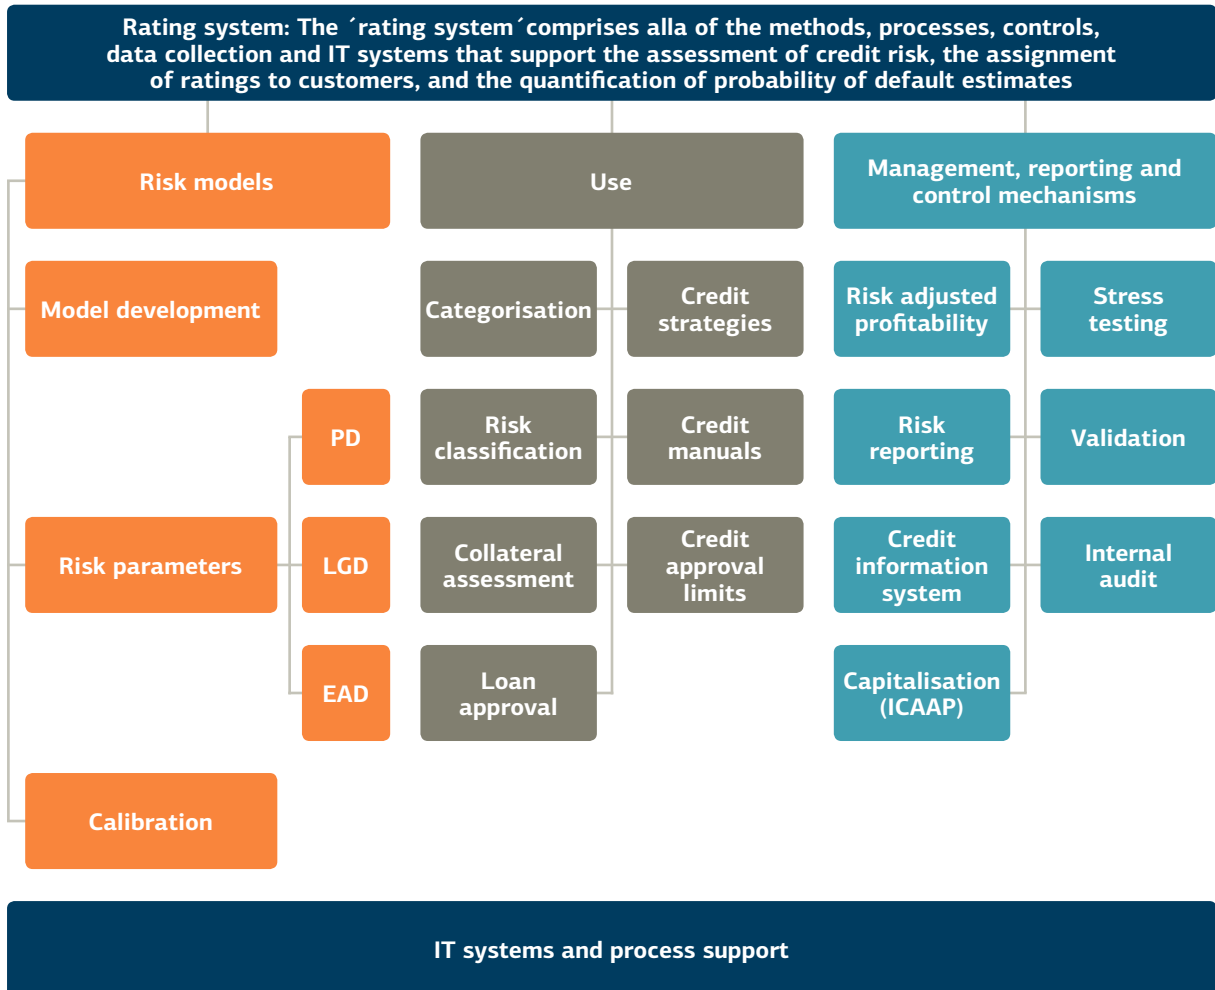 Rating system: The ´rating system´comprises alla of the methods, processes, controls,
data collection and IT systems that support the assessment of credit risk, the assignment
of ratings to customers, and the quantification of probability of default estimates
Risk models
Model development
Risk parameters
PD
LGD
EAD
Calibration
Use
Categorisation
Credit
strategies
Risk
classification
Credit
manuals
Collateral
assessment
Credit
approval
limits
Loan
approval
Management, reporting and
control mechanisms
Risk adjusted
profitability
Stress
testing
Risk
reporting
Validation
Credit
information
system
Internal
audit
Capitalisation
(ICAAP)
IT systems and process support